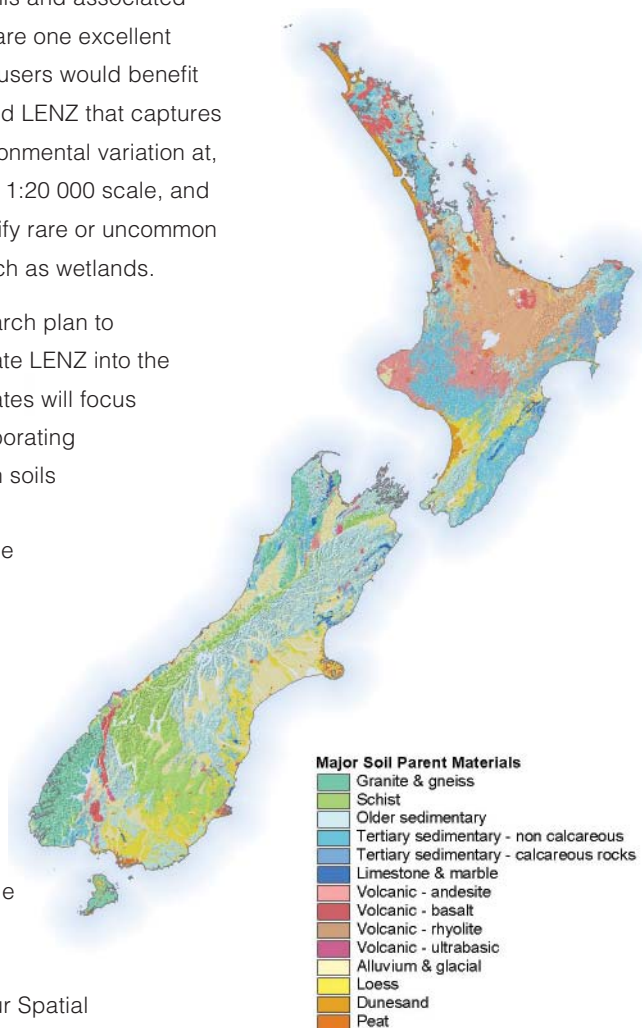 ils and associated
are one excellent
users would benefit
d LENZ that captures
onmental variation at,
1:20 000 scale, and
ify rare or uncommon
ch as wetlands.
arch plan to
ate LENZ into the
ates will focus
porating
n soils
e
e
ur Spatial
Major Soil Parent Materials
Granite & gneiss
Schist
Older sedimentary
Tertiary sedimentary - non calcareous
Tertiary sedimentary - calcareous rocks
Limestone & marble
Volcanic - andesite
Volcanic - basalt
Volcanic - rhyolite
Volcanic - ultrabasic
Alluvium & glacial
Loess
Dunesand
Peat